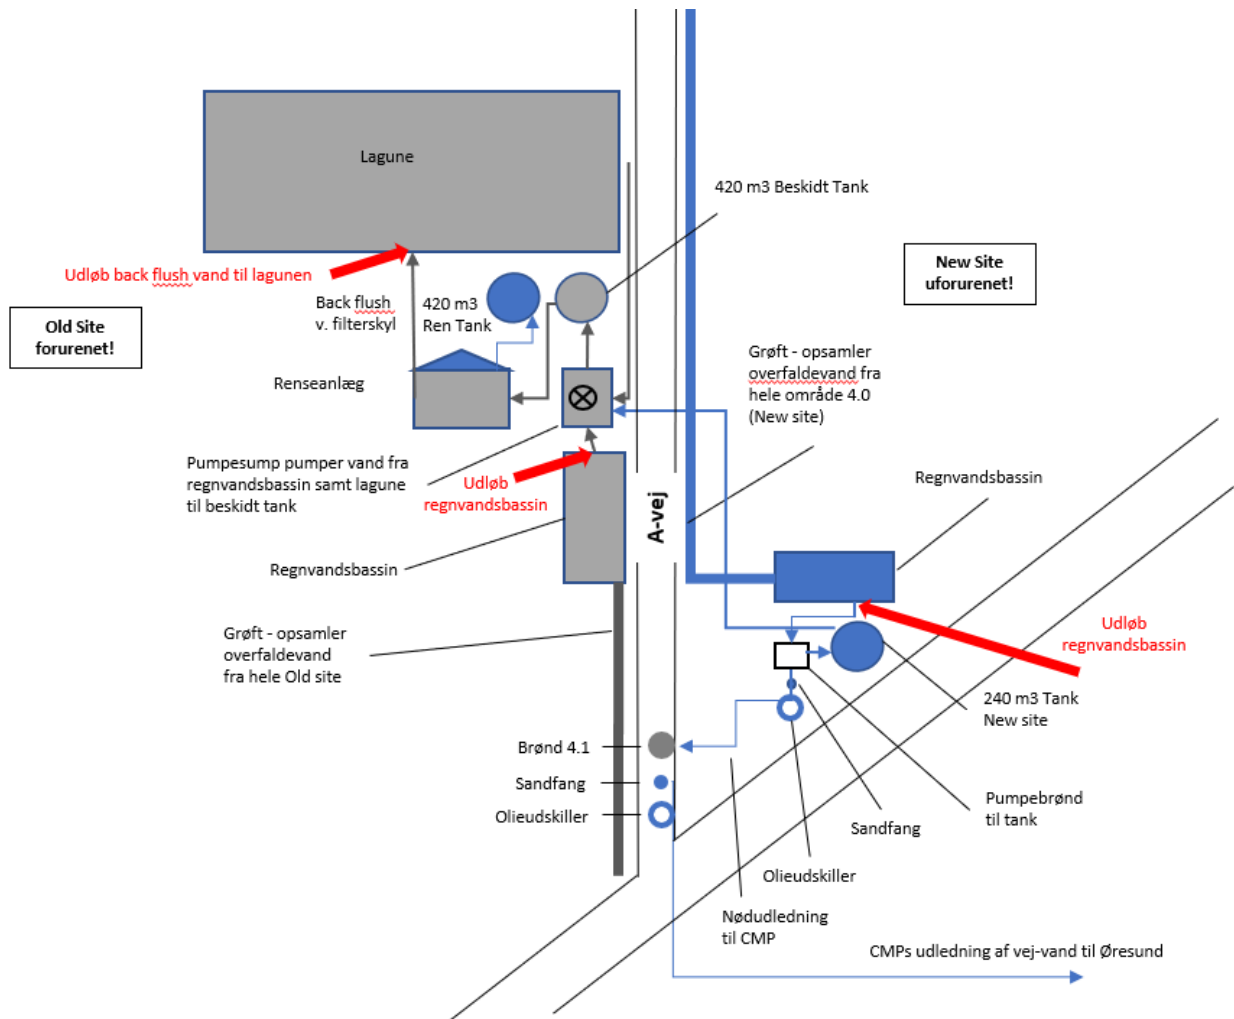 Lagune
420 m3 Beskidt Tank
Udløb back flush vand til lagunen
New Site
uforurenet!
Old Site
forurenet!
Back flush
v. filterskyl
420 m3
Ren Tank
Renseanlæg
Grøft - opsamler
overfaldevand fra
hele område 4.0
(New site)
Pumpesump pumper vand fra
regnvandsbassin samt lagune
til beskidt tank
Udløb
regnvandsbassin
Regnvandsbassin
A-vej
Regnvandsbassin
Grøft - opsamler
overfaldevand
fra hele Old site
Udløb
regnvandsbassin
240 m3 Tank
New site
Brønd 4.1
Sandfang
Olieudskiller
Pumpebrønd
til tank
Sandfang
Olieudskiller
Nødudledning
til CMP
CMPs udledning af vej-vand til Øresund